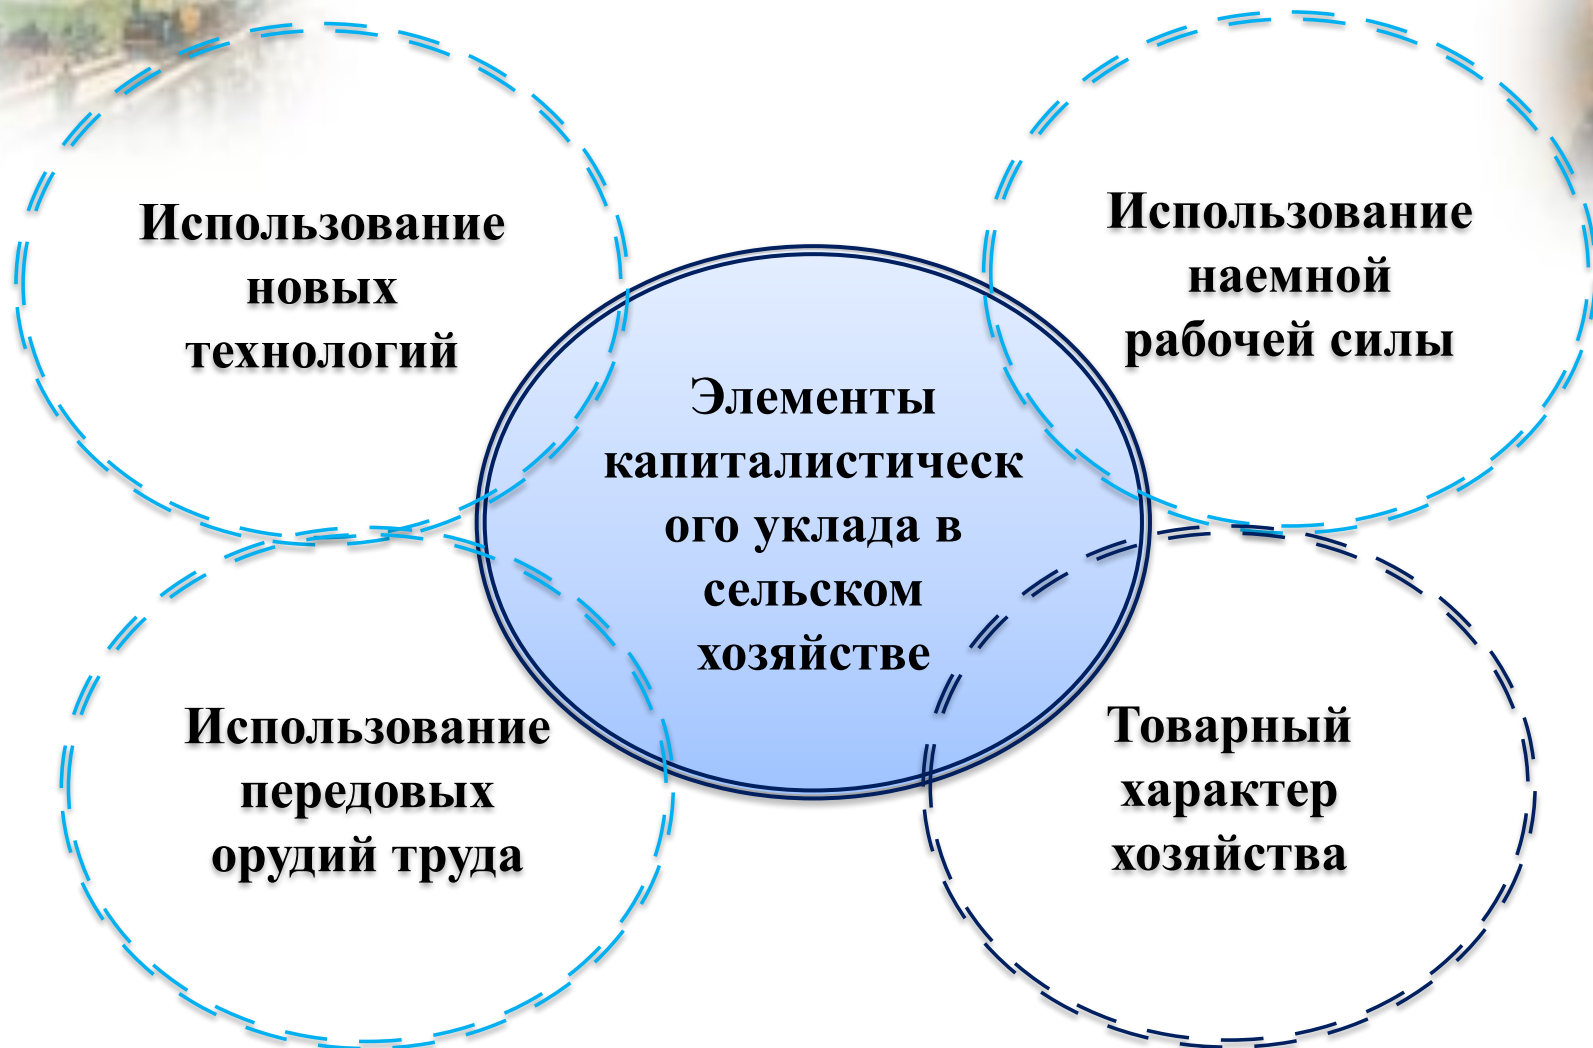 Использование
новых
технологий
Использование
наемной
рабочей силы
Элементы
капиталистическ
ого уклада в
сельском
хозяйстве
Использование
передовых
орудий труда
Товарный
характер
хозяйства